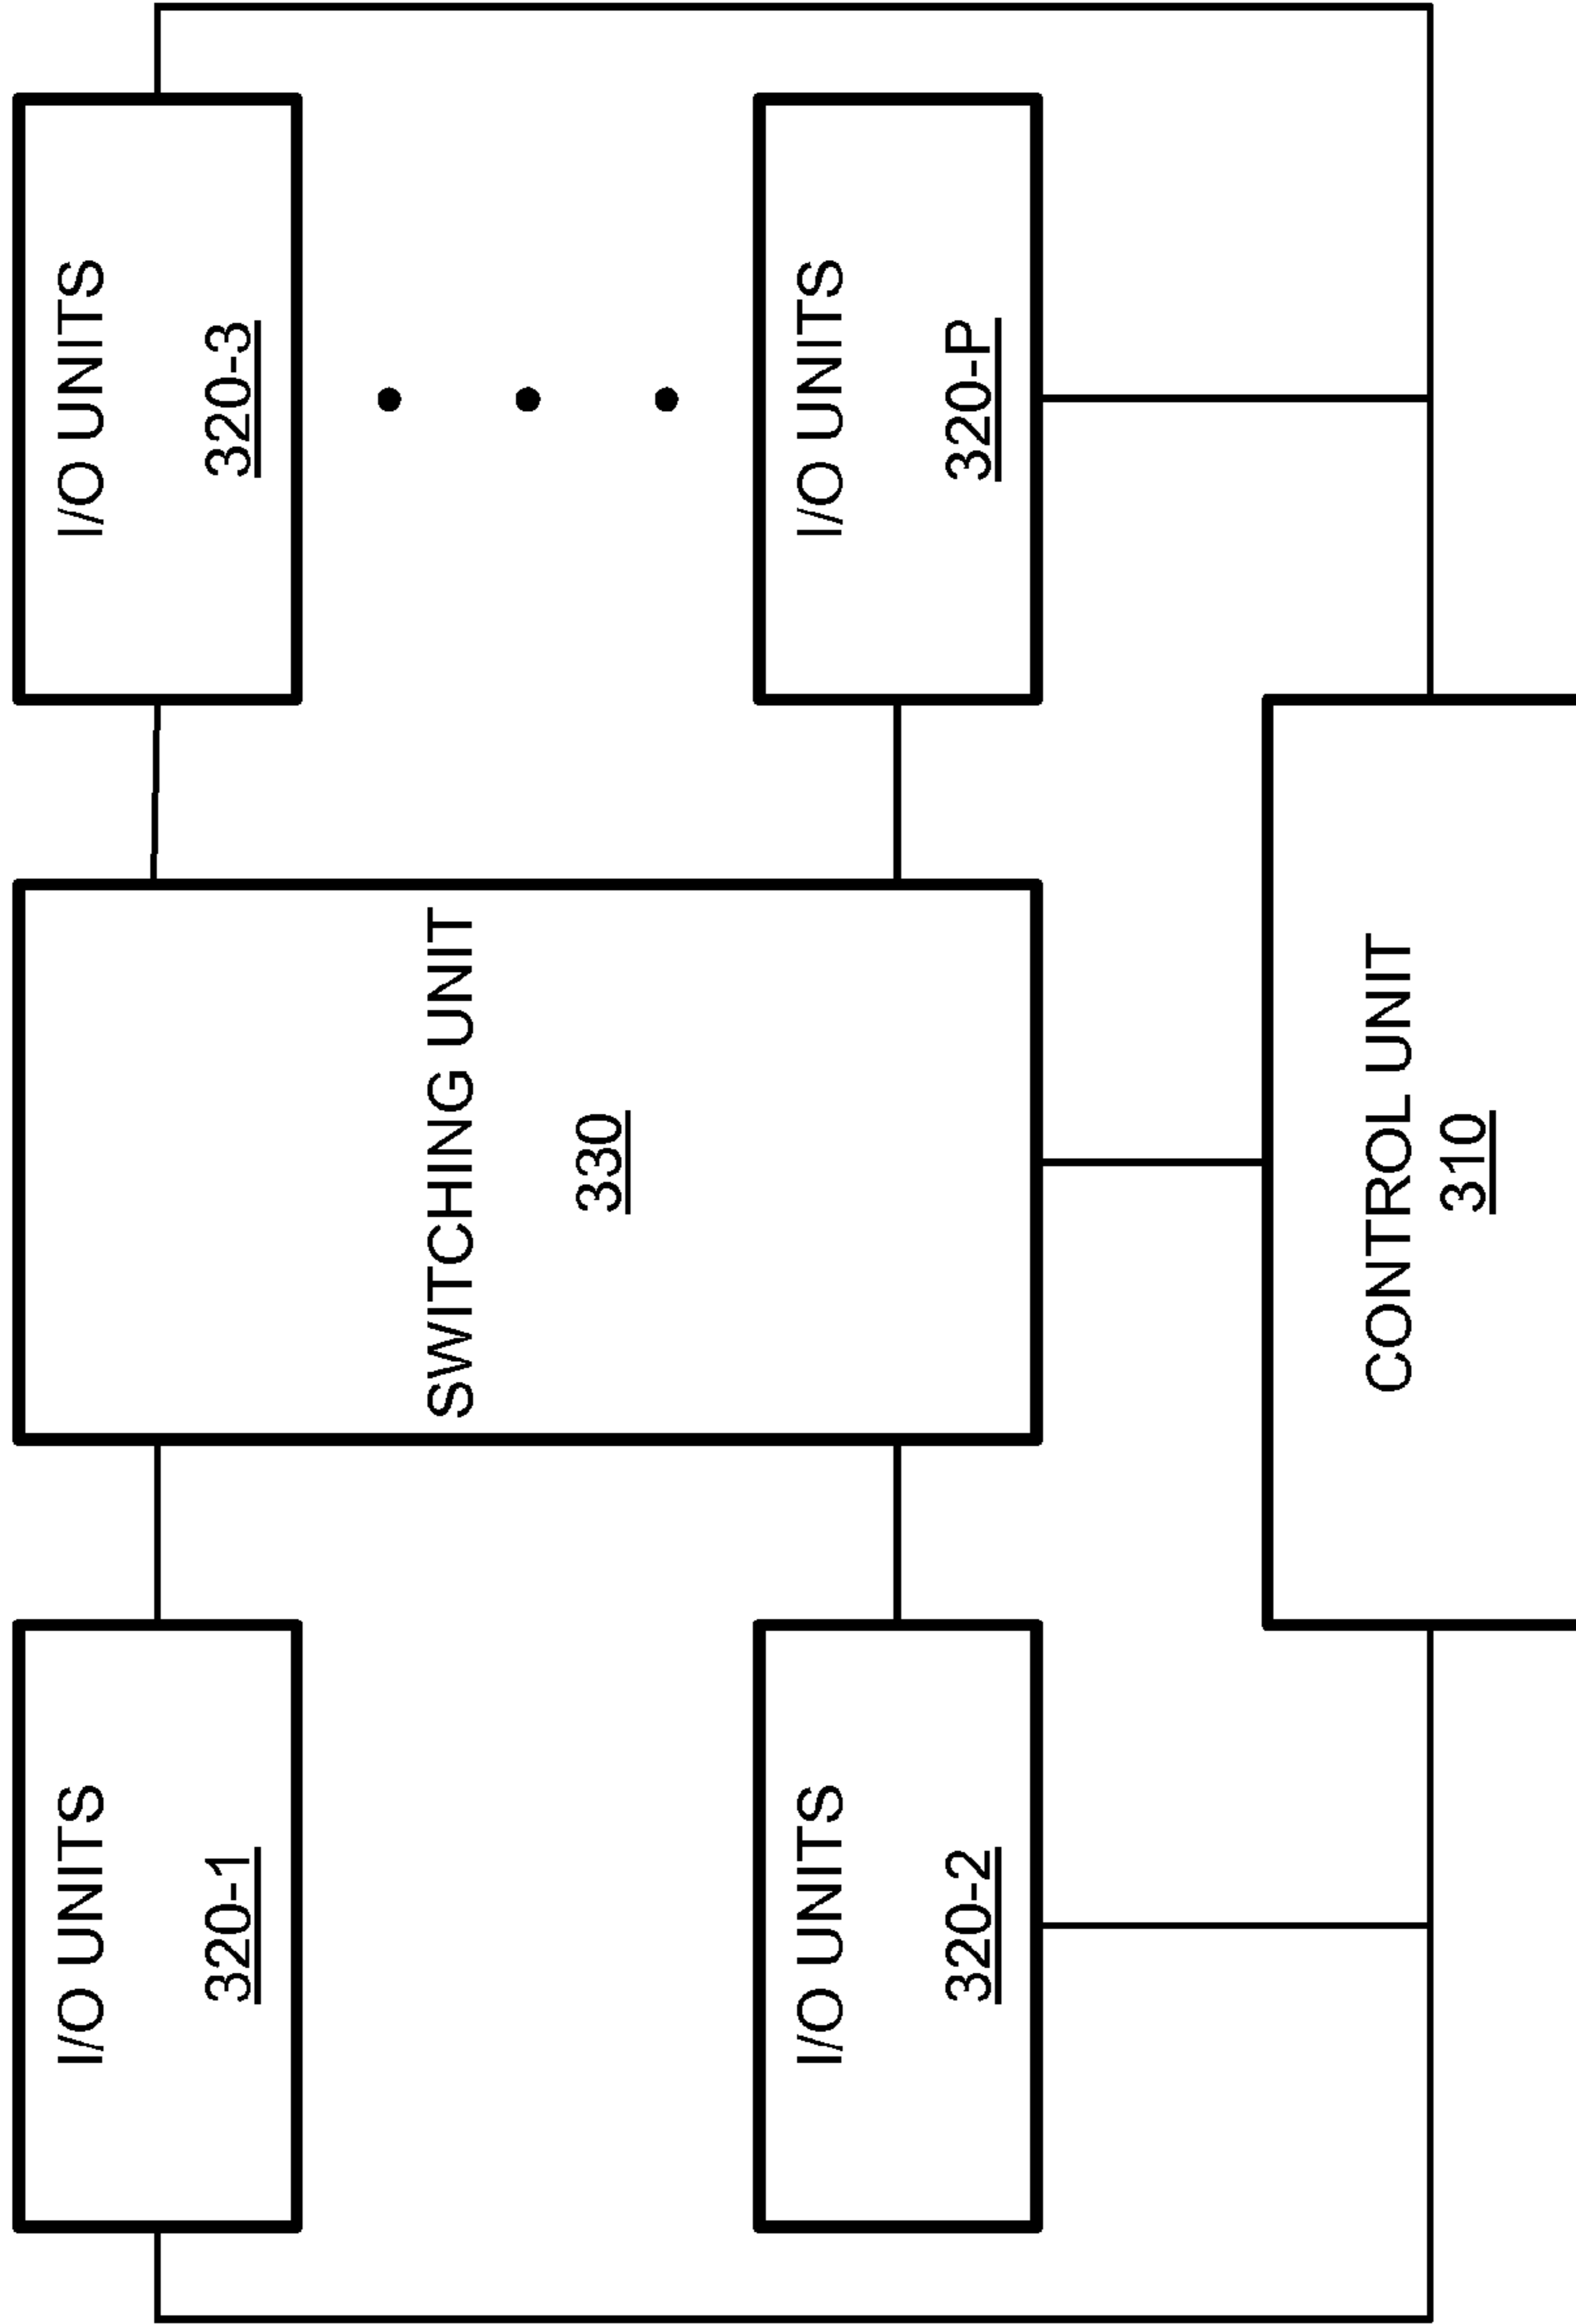 I/O UNITS
320-1
SWITCHING UNIT
330
I/O UNITS
320-3
I/O UNITS
320-2
I/O UNITS
320-P
CONTROL UNIT
310